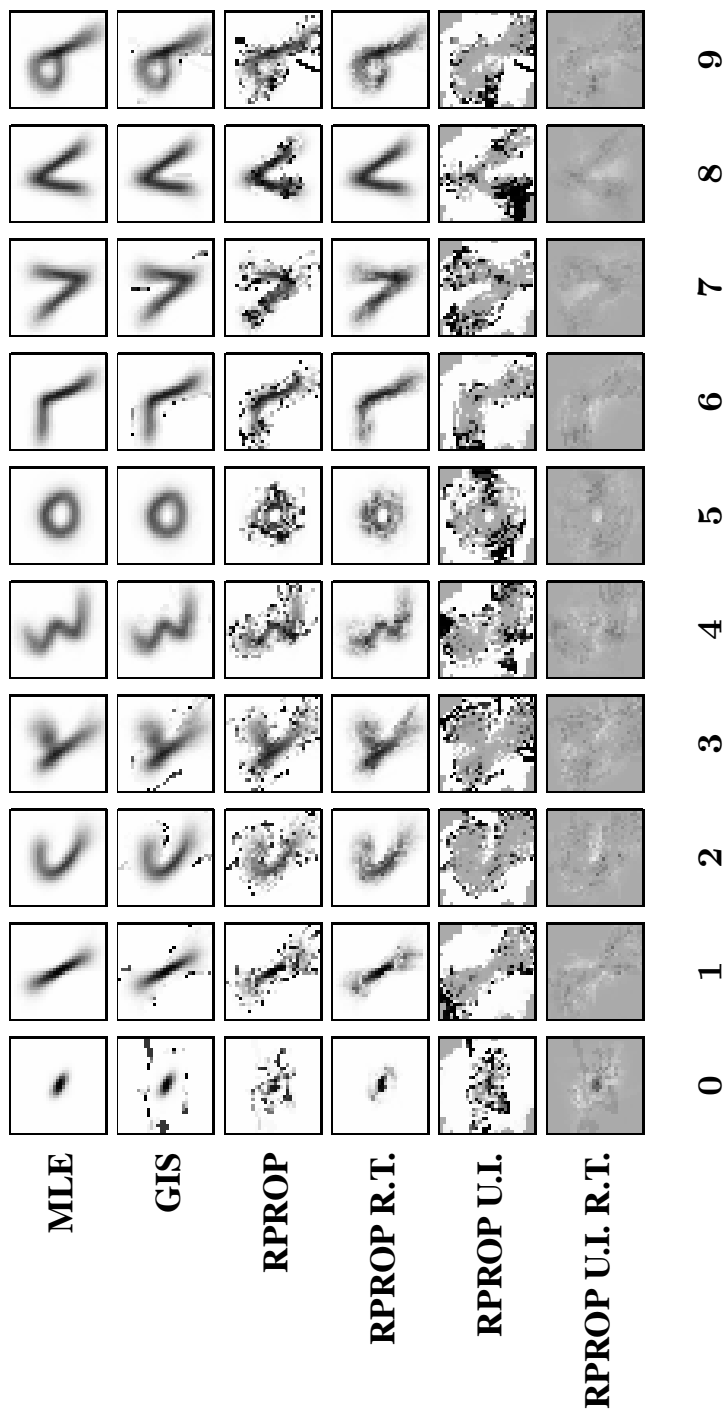 MLE
GIS
RPROP
RPROP R.T.
RPROP U.I.
RPROP U.I. R.T.
0 1 2 3 4 5 6 7 8 9